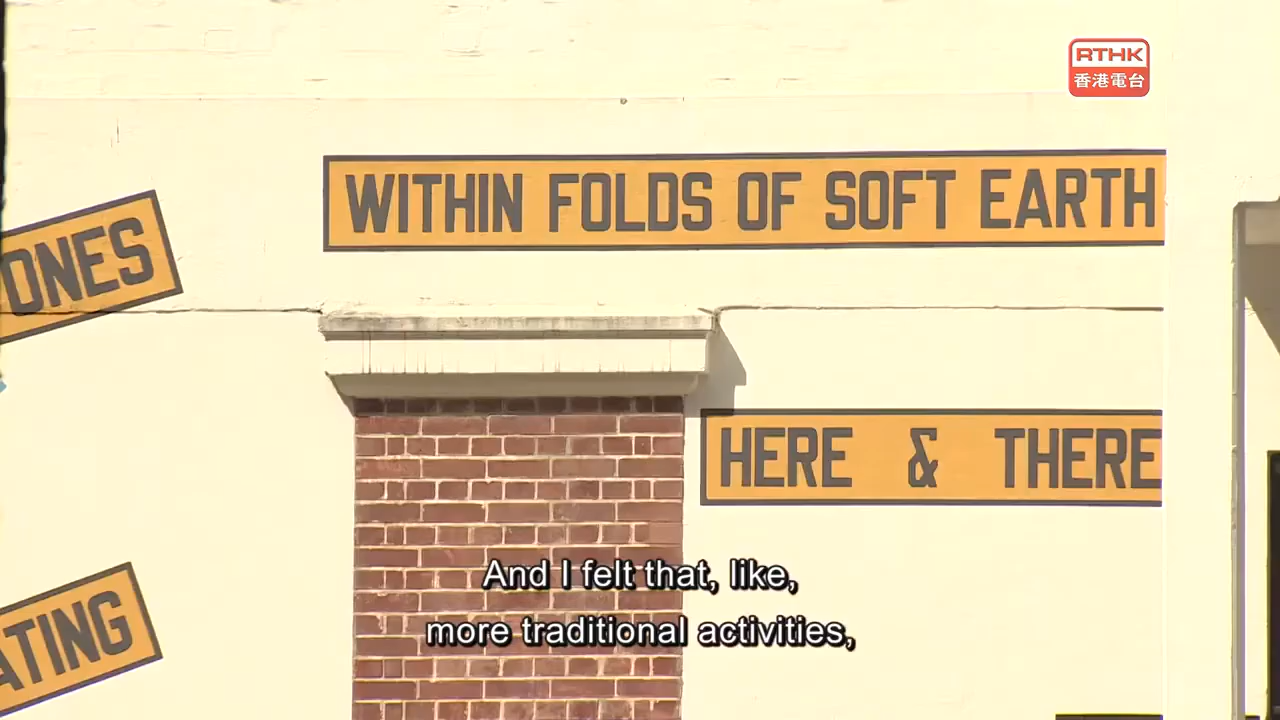 RTHK
香港電台
WITHIN FOLDS OF SOFT EARTH
ONES
HERE & THERE
ATING
And I felt that, like,
more traditional activities,